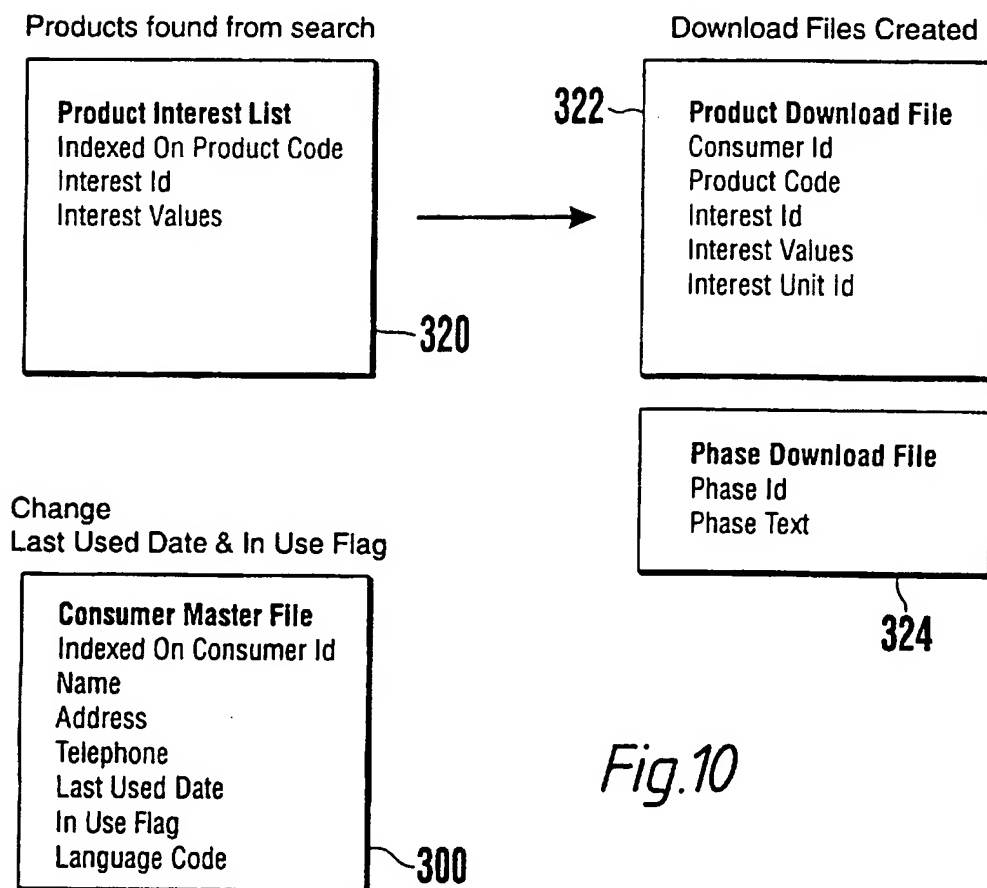 Products found from search
Product Interest List
Indexed On Product Code
Interest Id
Interest Values
320
Download Files Created
322
Product Download File
Consumer Id
Product Code
Interest Id
Interest Values
Interest Unit Id
Phase Download File
Phase Id
Phase Text
324
Change
Last Used Date & In Use Flag
Consumer Master File
Indexed On Consumer Id
Name
Address
Telephone
Last Used Date
In Use Flag
Language Code
300
Fig.10